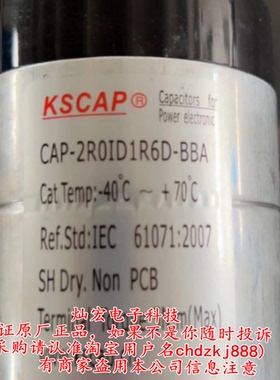 KSCAP® Capacitors for
Power electronic
CAP-2R0ID1R6D-BBA
Cat Temp:-40℃ ~ +70℃
Ref.Std:IEC 61071:2007
SH Dry. Non PCB
灿宏电子科技
(Max)
证原厂正品，如果不是你随时投诉
采购请认准淘宝用户名chdzkj888)
有商家盗用本公司信息注意